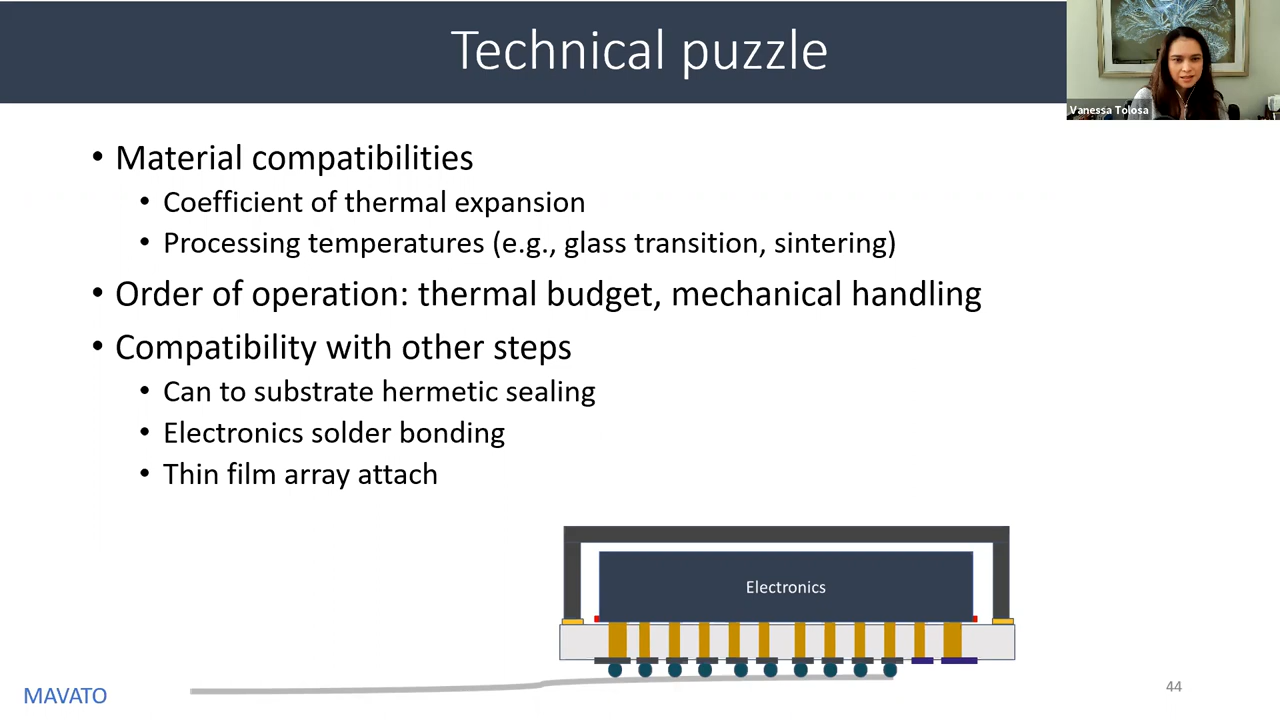 Technical puzzle
Vanessa Tolosa
• Material compatibilities
• Coefficient of thermal expansion
• Processing temperatures (e.g., glass transition, sintering)
• Order of operation: thermal budget, mechanical handling
• Compatibility with other steps
• Can to substrate hermetic sealing
• Electronics solder bonding
• Thin film array attach
Electronics
MAVATO
44